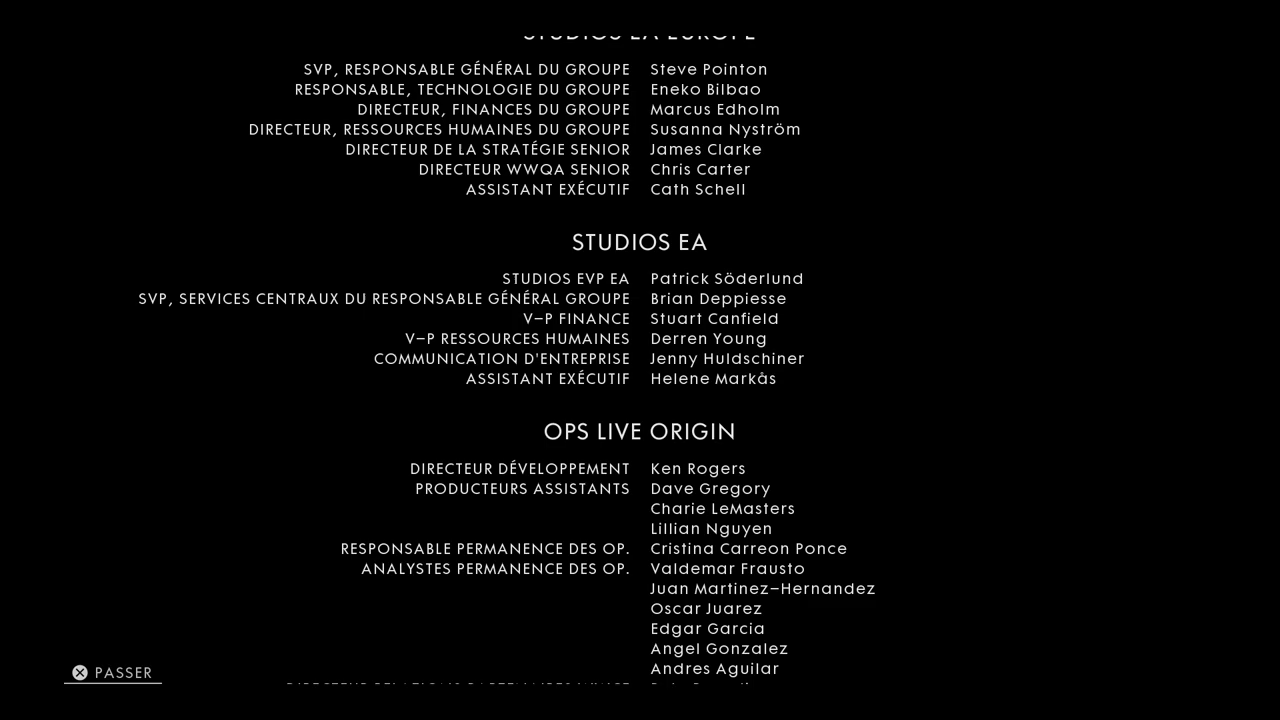 STUDIOS EA EUROPE
SVP, RESPONSABLE GÉNÉRAL DU GROUPE Steve Pointon
RESPONSABLE, TECHNOLOGIE DU GROUPE Eneko Bilbao
DIRECTEUR, FINANCES DU GROUPE Marcus Edholm
DIRECTEUR, RESSOURCES HUMAINES DU GROUPE Susanna Nyström
DIRECTEUR DE LA STRATÉGIE SENIOR James Clarke
DIRECTEUR WWQA SENIOR Chris Carter
ASSISTANT EXÉCUTIF Cath Schell
STUDIOS EA
STUDIOS EVP EA Patrick Söderlund
SVP, SERVICES CENTRAUX DU RESPONSABLE GÉNÉRAL GROUPE Brian Deppiesse
V-P FINANCE Stuart Canfield
V-P RESSOURCES HUMAINES Derren Young
COMMUNICATION D'ENTREPRISE Jenny Huldschiner
ASSISTANT EXÉCUTIF Helene Markås
OPS LIVE ORIGIN
DIRECTEUR DÉVELOPPEMENT Ken Rogers
PRODUCTEURS ASSISTANTS Dave Gregory
Charie LeMasters
Lillian Nguyen
RESPONSABLE PERMANENCE DES OP. Cristina Carreon Ponce
ANALYSTES PERMANENCE DES OP. Valdemar Frausto
Juan Martinez-Hernandez
Oscar Juarez
Edgar Garcia
Angel Gonzalez
Andres Aguilar
PASSER